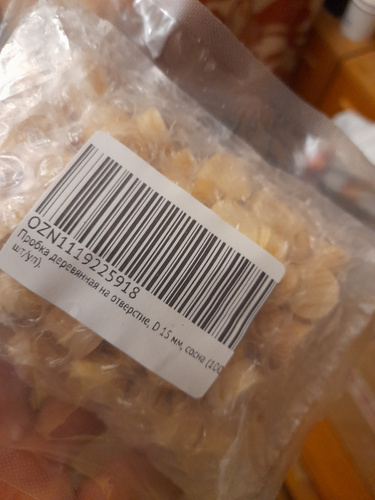 OZN1119225918
Пробка деревянная на отверстие, D 15 мм, сосна (100
шт/уп).